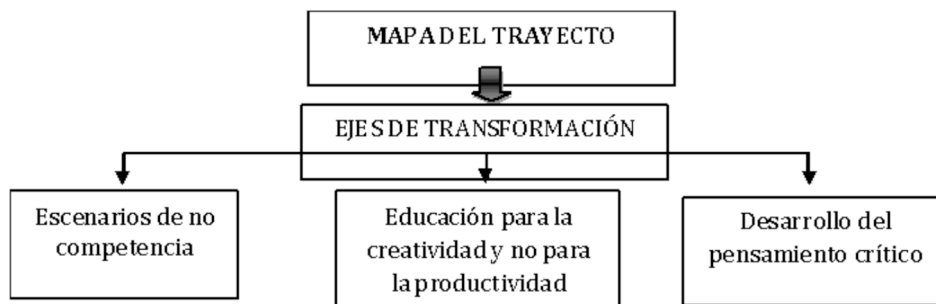 MAPA DEL TRAYECTO
EJES DE TRANSFORMACIÓN
Escenarios de no
competencia
Educación para la
creatividad y no para
la productividad
Desarrollo del
pensamiento crítico